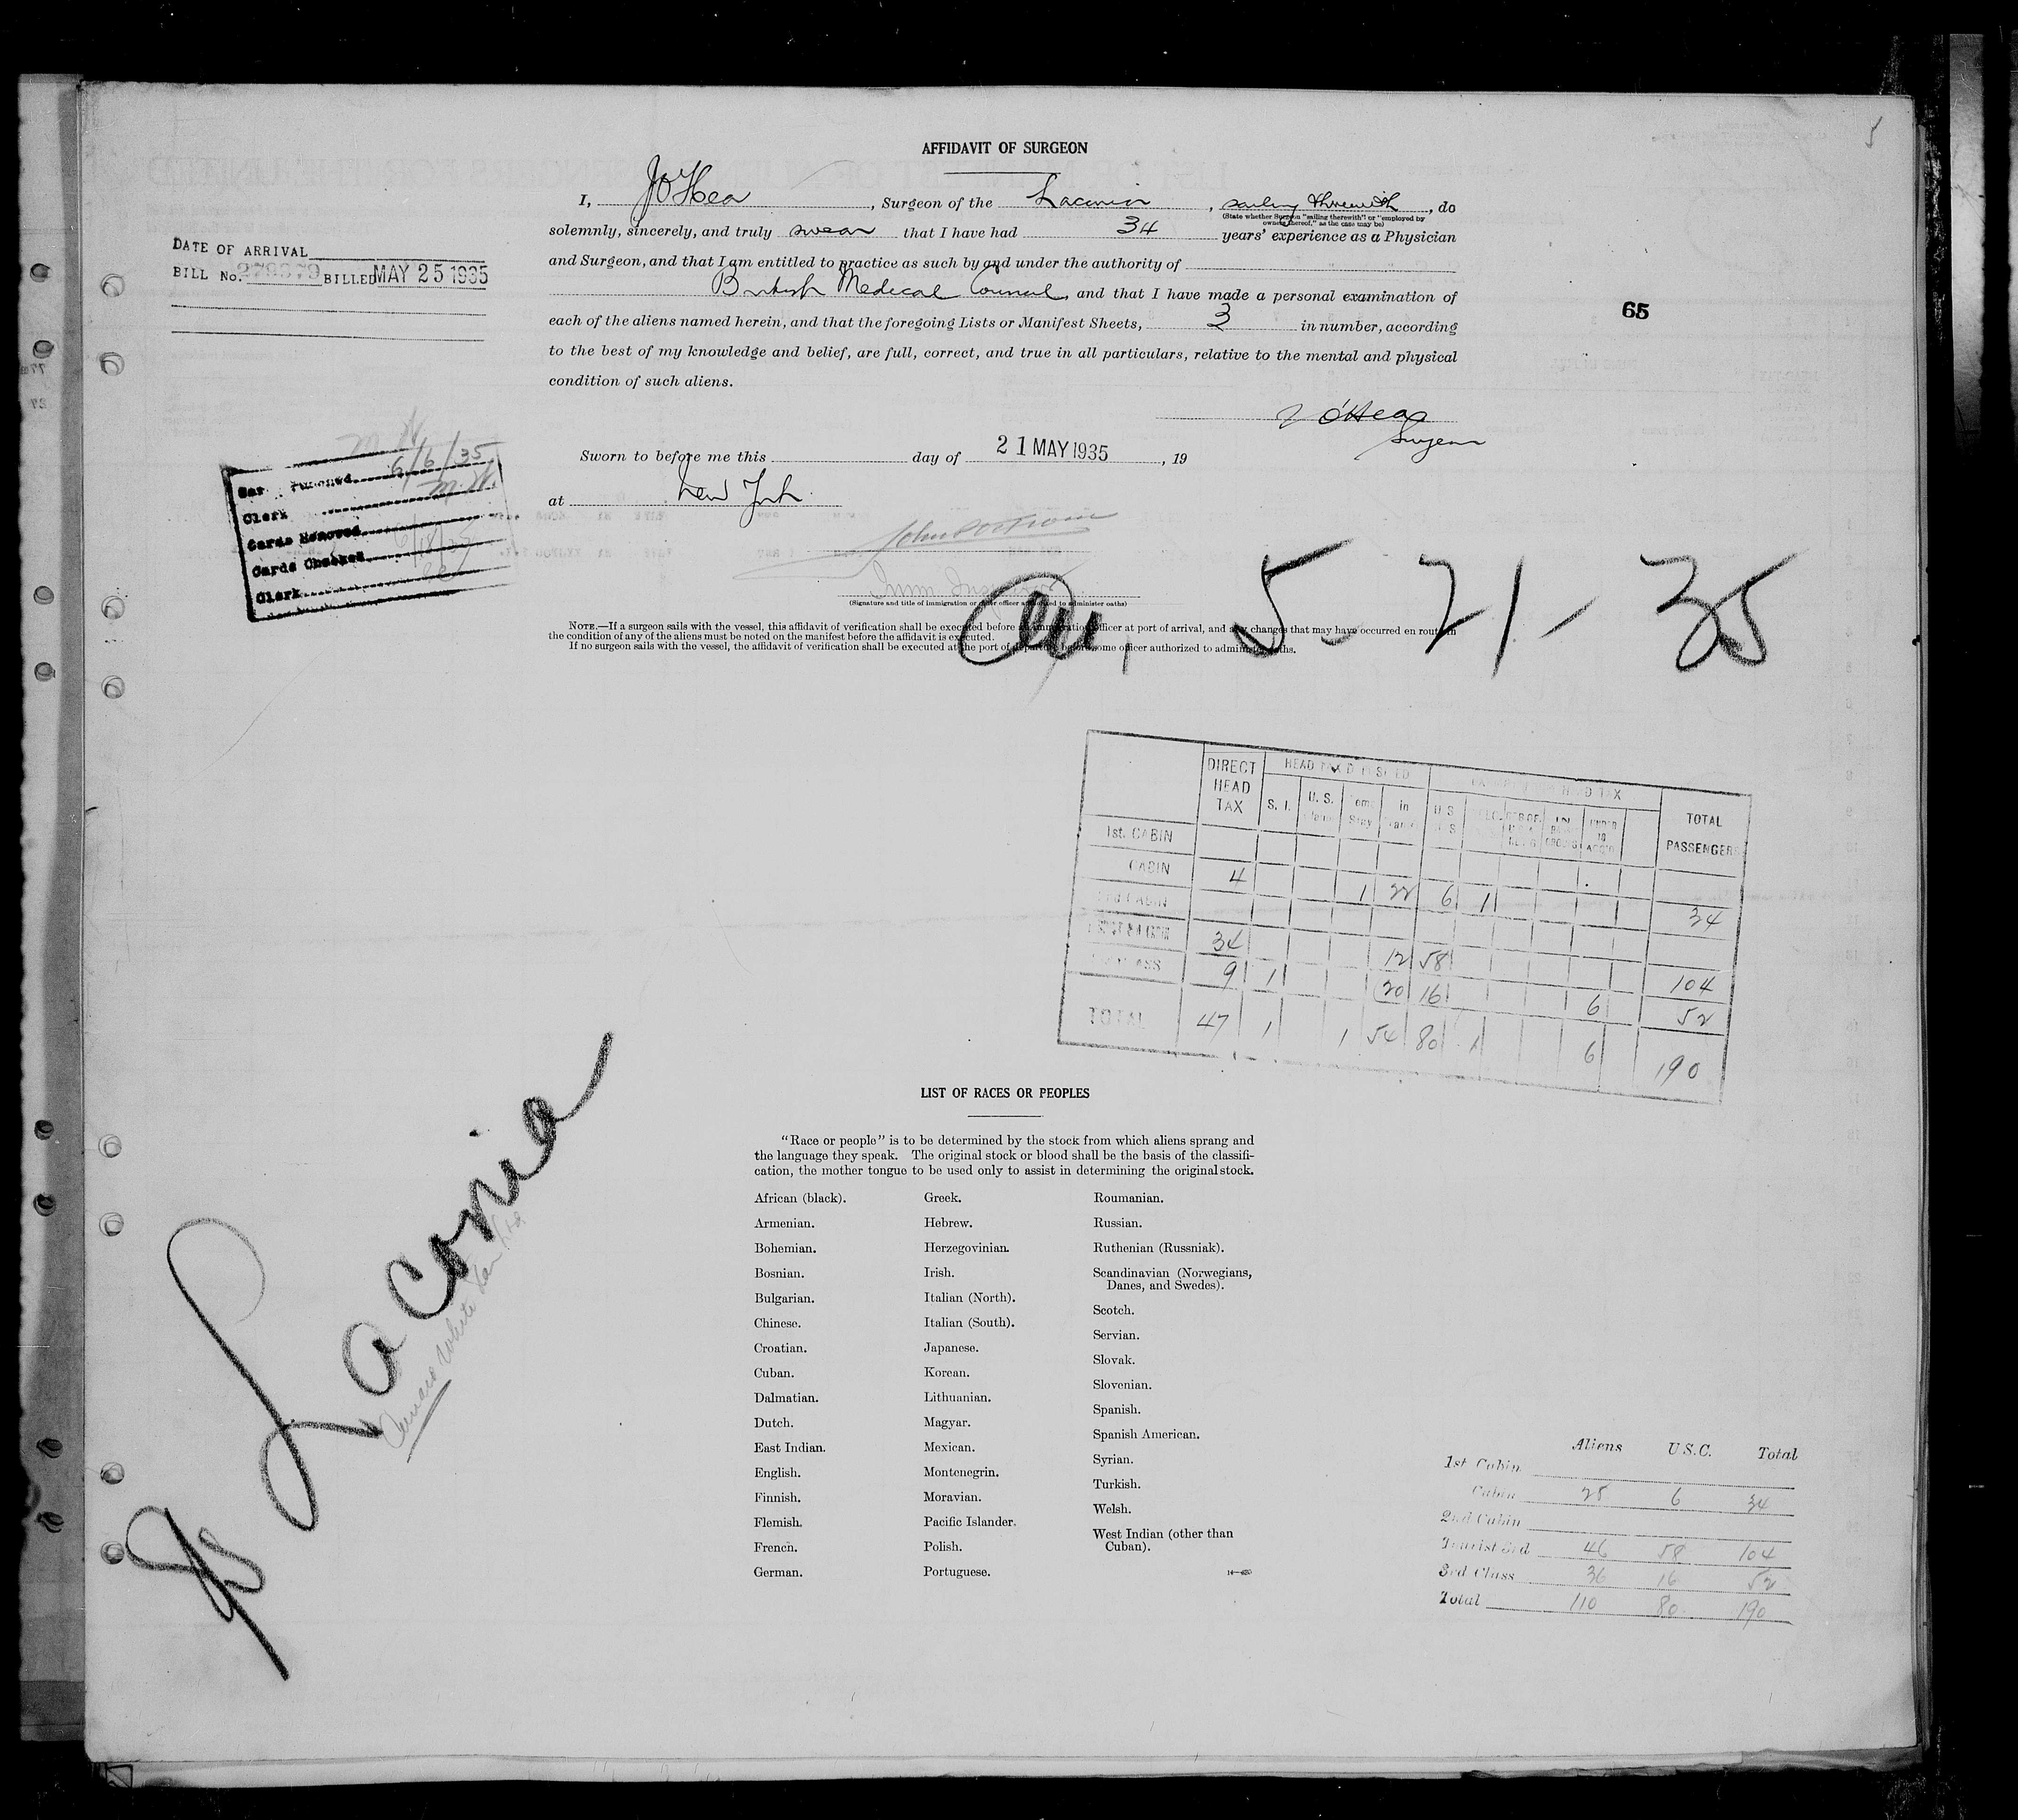 5
AFFIDAVIT OF SURGEON
I, J O'Hea, Surgeon of the Laconia, sailing therewith, do
(State whether Surgeon "sailing therewith" or "employed by
owners thereof," as the case may be)
solemnly, sincerely, and truly swear that I have had 34 years' experience as a Physician
and Surgeon, and that I am entitled to practice as such by and under the authority of
British Medical Council, and that I have made a personal examination of
each of the aliens named herein, and that the foregoing Lists or Manifest Sheets, 3 in number, according
to the best of my knowledge and belief, are full, correct, and true in all particulars, relative to the mental and physical
condition of such aliens.
J O'Hea
Surgeon
Sworn to before me this day of 21 MAY 1935, 19
at New York.
(Signature and title of immigration or other officer authorized to administer oaths)
NOTE.—If a surgeon sails with the vessel, this affidavit of verification shall be executed before an immigration officer at port of arrival, and any changes that may have occurred en route in
the condition of any of the aliens must be noted on the manifest before the affidavit is executed.
If no surgeon sails with the vessel, the affidavit of verification shall be executed at the port of departure before some officer authorized to administer oaths.
DATE OF ARRIVAL
BILL No. 279579 BILLED MAY 25 1935
65
6/6/35
M.W.
Clerk
Cards Removed
Cards Checked
Clerk
5-21-35
DIRECT HEAD TAX
S. I. U. S. In
TOTAL PASSENGERS
1st. CABIN
CABIN 4 1 22 6 1 34
34 12 58 104
9 1 20 16 6 52
TOTAL 47 1 1 54 80 1 6 190
SS Laconia
Cunard White Star Ltd.
LIST OF RACES OR PEOPLES
"Race or people" is to be determined by the stock from which aliens sprang and
the language they speak. The original stock or blood shall be the basis of the classifi-
cation, the mother tongue to be used only to assist in determining the original stock.
African (black).
Armenian.
Bohemian.
Bosnian.
Bulgarian.
Chinese.
Croatian.
Cuban.
Dalmatian.
Dutch.
East Indian.
English.
Finnish.
Flemish.
French.
German.
Greek.
Hebrew.
Herzegovinian.
Irish.
Italian (North).
Italian (South).
Japanese.
Korean.
Lithuanian.
Magyar.
Mexican.
Montenegrin.
Moravian.
Pacific Islander.
Polish.
Portuguese.
Roumanian.
Russian.
Ruthenian (Russniak).
Scandinavian (Norwegians,
Danes, and Swedes).
Scotch.
Servian.
Slovak.
Slovenian.
Spanish.
Spanish American.
Syrian.
Turkish.
Welsh.
West Indian (other than
Cuban).
Aliens U.S.C. Total
1st Cabin
Cabin 28 6 34
2nd Cabin
Tourist 3rd 46 58 104
3rd Class 36 16 52
Total 110 80 190